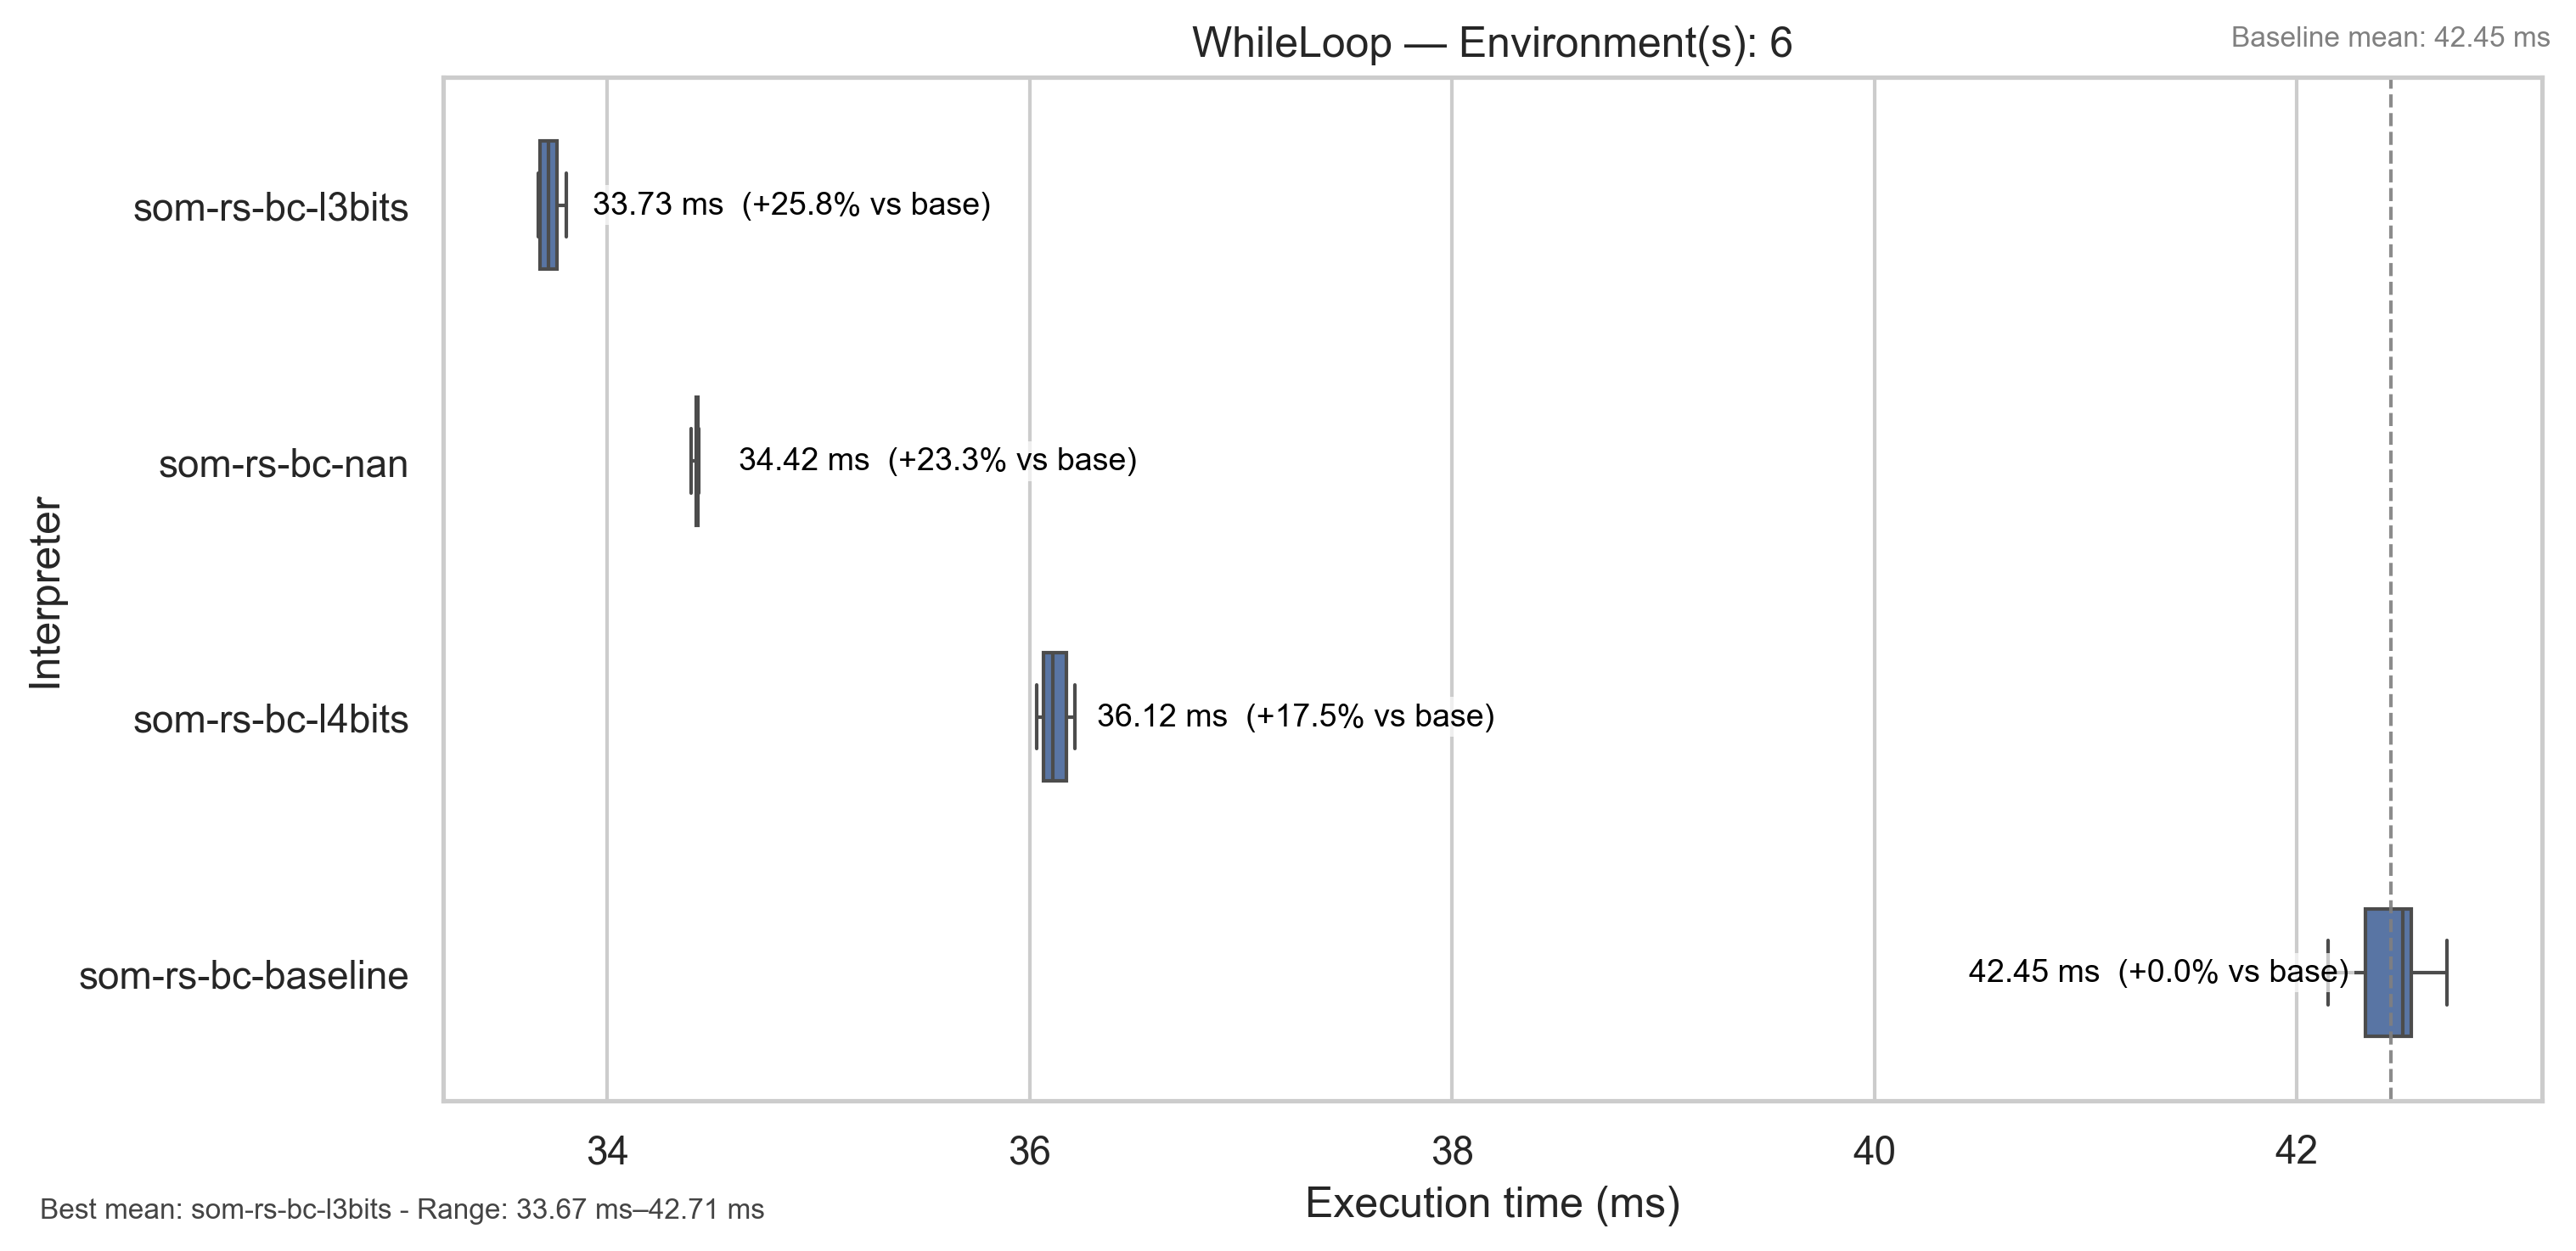 WhileLoop — Environment(s): 6
Baseline mean: 42.45 ms
Interpreter
som-rs-bc-l3bits
33.73 ms (+25.8% vs base)
som-rs-bc-nan
34.42 ms (+23.3% vs base)
som-rs-bc-l4bits
36.12 ms (+17.5% vs base)
som-rs-bc-baseline
42.45 ms (+0.0% vs base)
34 36 38 40 42
Execution time (ms)
Best mean: som-rs-bc-l3bits - Range: 33.67 ms–42.71 ms